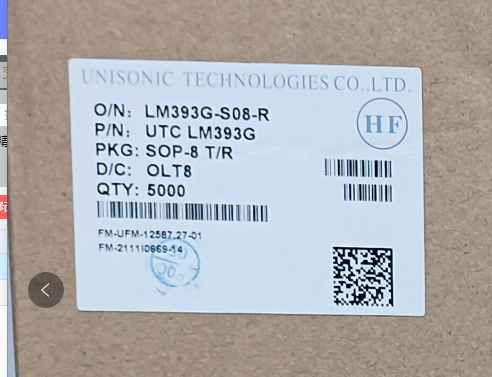 UNISONIC TECHNOLOGIES CO.,LTD.
O/N: LM393G-S08-R
HF
P/N: UTC LM393G
PKG: SOP-8 T/R
D/C: OLT8
QTY: 5000
FM-UFM-12587.27-01
FM-211110669-14